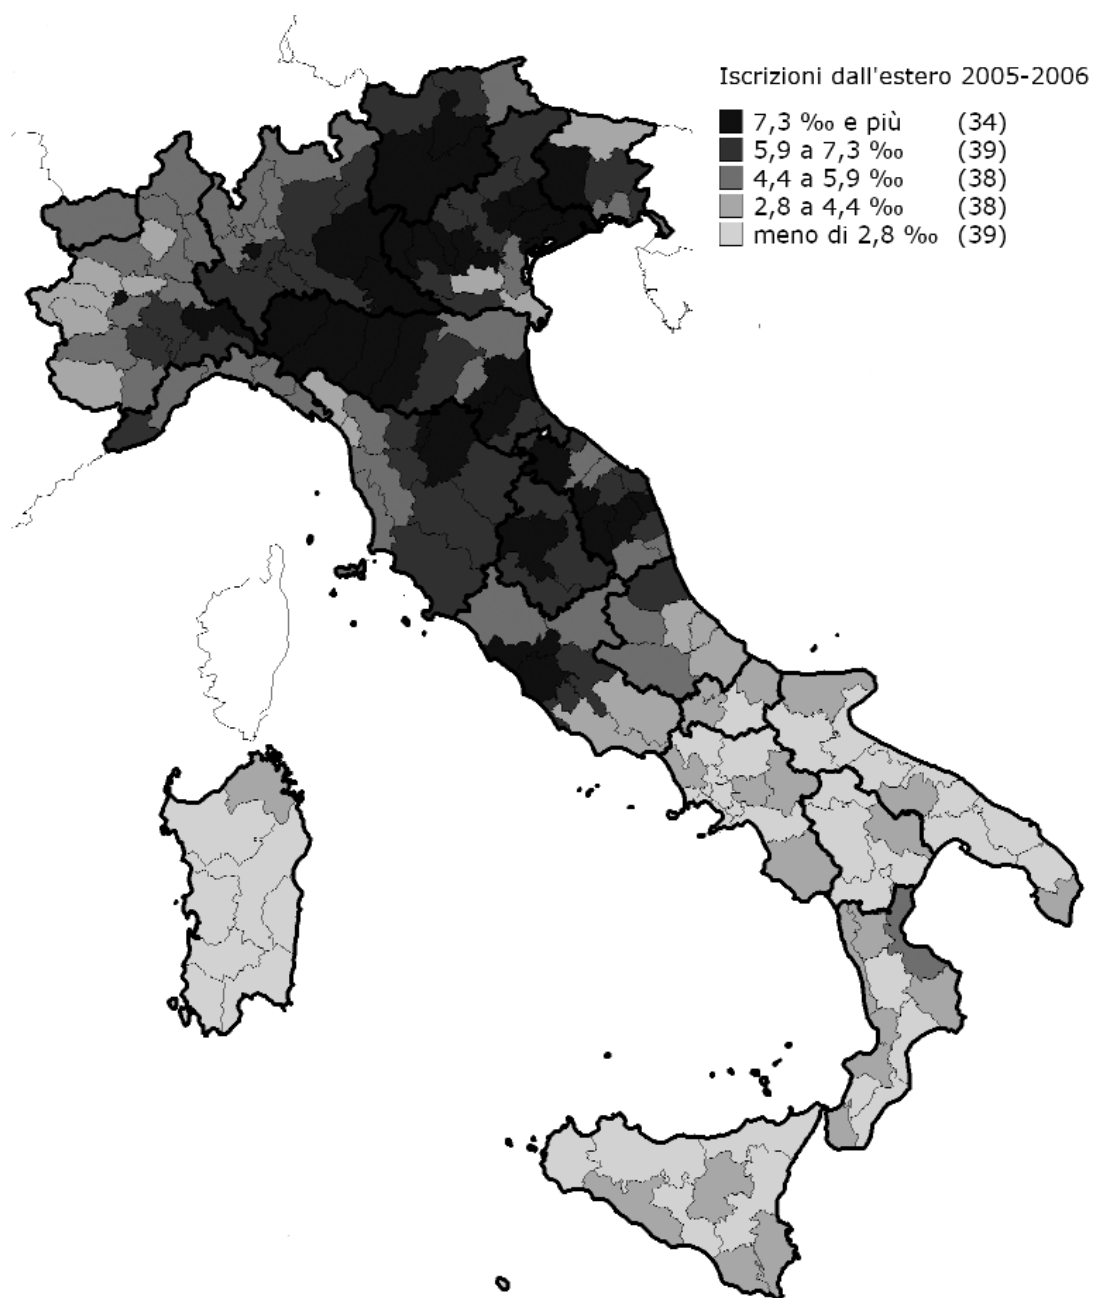 Iscrizioni dall'estero 2005-2006
7,3 ‰ e più (34)
5,9 a 7,3 ‰ (39)
4,4 a 5,9 ‰ (38)
2,8 a 4,4 ‰ (38)
meno di 2,8 ‰ (39)